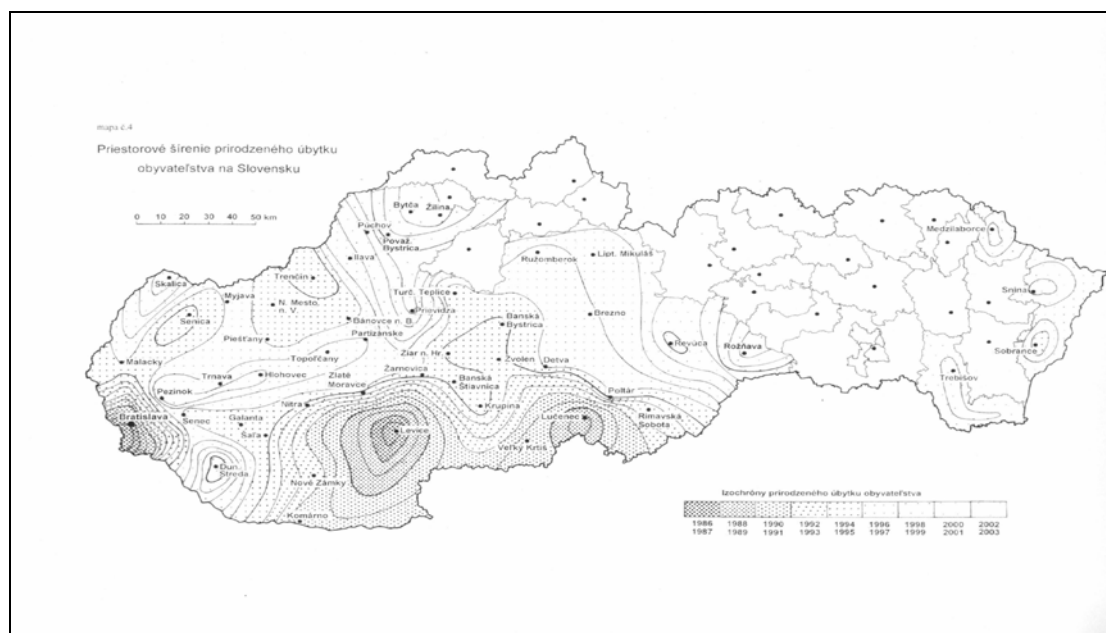 mapa č.4
Priestorové šírenie prirodzeného úbytku
obyvateľstva na Slovensku
0 10 20 30 40 50 km
Bytča
Žilina
Púchov
Považ.
Bystrica
Ilava
Trenčín
Skalica
Myjava
N. Mesto
n. V.
Senica
Turč. Teplice
Prievidza
Bánovce n. B.
Partizánske
Ružomberok
Lipt. Mikuláš
Banská
Bystrica
Brezno
Medzilaborce
Snina
Sobrance
Trebišov
Revúca
Rožňava
Piešťany
Topoľčany
Malacky
Žiar n. Hr.
Zvolen
Detva
Trnava
Hlohovec
Zlaté
Moravce
Žarnovica
Banská
Štiavnica
Pezinok
Bratislava
Senec
Galanta
Šaľa
Nitra
Krupina
Poltár
Lučenec
Rimavská
Sobota
Levice
Veľký Krtíš
Dun.
Streda
Nové Zámky
Komárno
Izochróny prirodzeného úbytku obyvateľstva
1986 1988 1990 1992 1994 1996 1998 2000 2002
1987 1989 1991 1993 1995 1997 1999 2001 2003